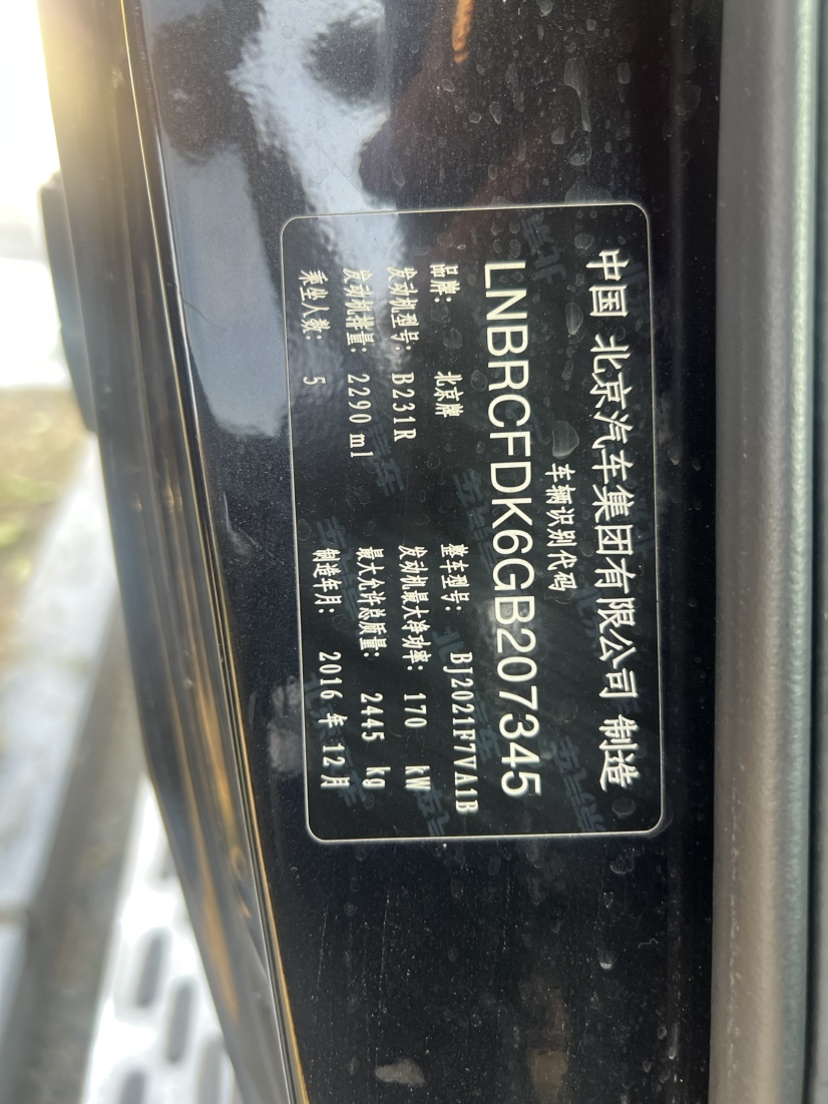 中国 北京汽车集团有限公司 制造
车辆识别代码
LNBRCFDK6GB207345
品牌: 北京牌 整车型号: BJ2021F7VA1B
发动机型号: B231R 发动机最大净功率: 170 kW
发动机排量: 2290 ml 最大允许总质量: 2445 kg
乘坐人数: 5 制造年月: 2016 年 12 月